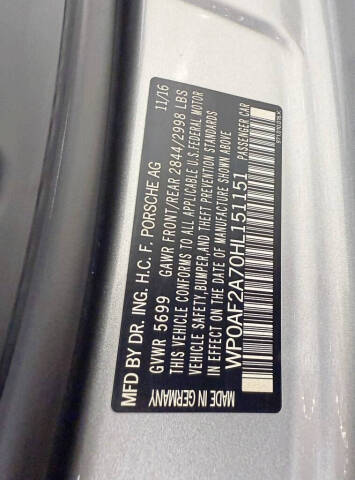 MFD BY DR. ING. H.C. F. PORSCHE AG 11/16
GVWR 5699 GAWR FRONT/REAR 2844/2998 LBS
THIS VEHICLE CONFORMS TO ALL APPLICABLE U.S.FEDERAL MOTOR
VEHICLE SAFETY,BUMPER,AND THEFT PREVENTION STANDARDS
IN EFFECT ON THE DATE OF MANUFACTURE SHOWN ABOVE
WP0AF2A70HL151151 PASSENGER CAR
MADE IN GERMANY